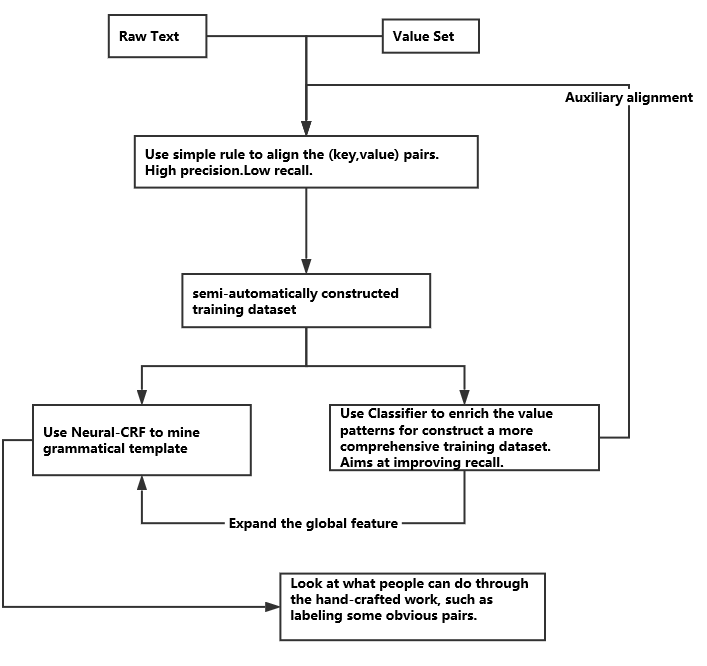 Raw Text
Value Set
Auxiliary alignment
Use simple rule to align the (key,value) pairs.
High precision.Low recall.
semi-automatically constructed
training dataset
Use Neural-CRF to mine
grammatical template
Use Classifier to enrich the value
patterns for construct a more
comprehensive training dataset.
Aims at improving recall.
Expand the global feature
Look at what people can do through
the hand-crafted work, such as
labeling some obvious pairs.